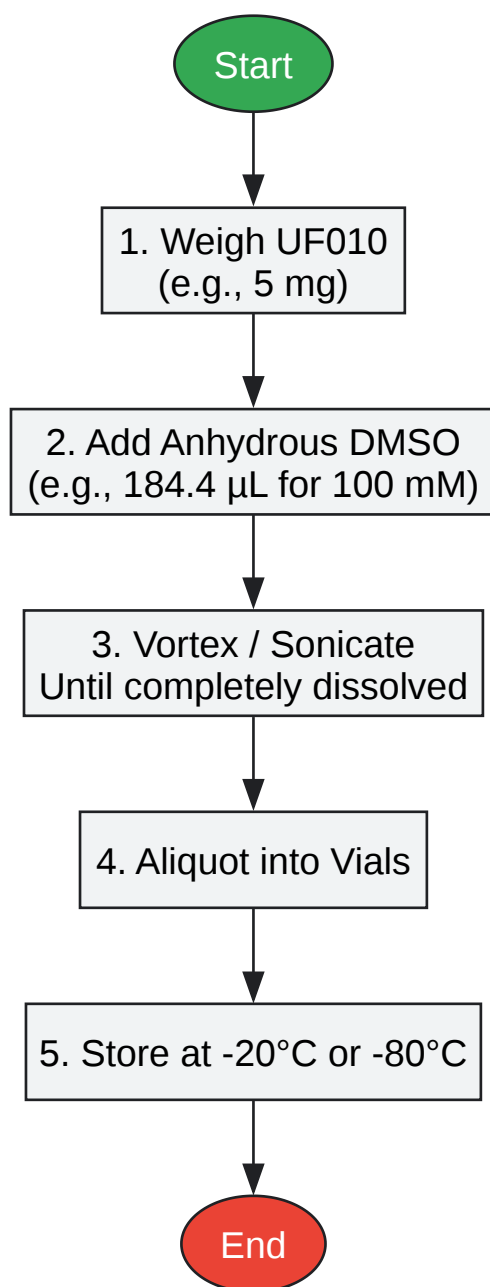 Start
1. Weigh UF010
(e.g., 5 mg)
2. Add Anhydrous DMSO
(e.g., 184.4 µL for 100 mM)
3. Vortex / Sonicate
Until completely dissolved
4. Aliquot into Vials
5. Store at -20°C or -80°C
End